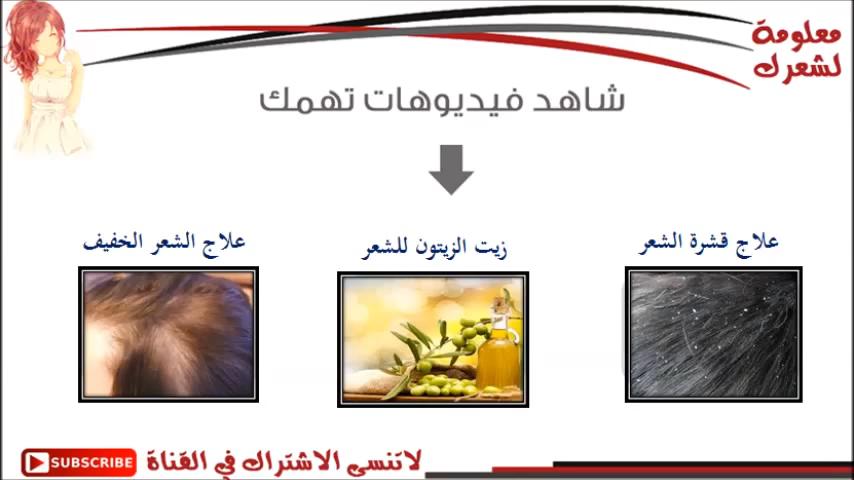 معلومة
لشعرك
شاهد فيديوهات تهمك
علاج قشرة الشعر
زيت الزيتون للشعر
علاج الشعر الخفيف
لاتنسى الاشتراك في القناة
SUBSCRIBE